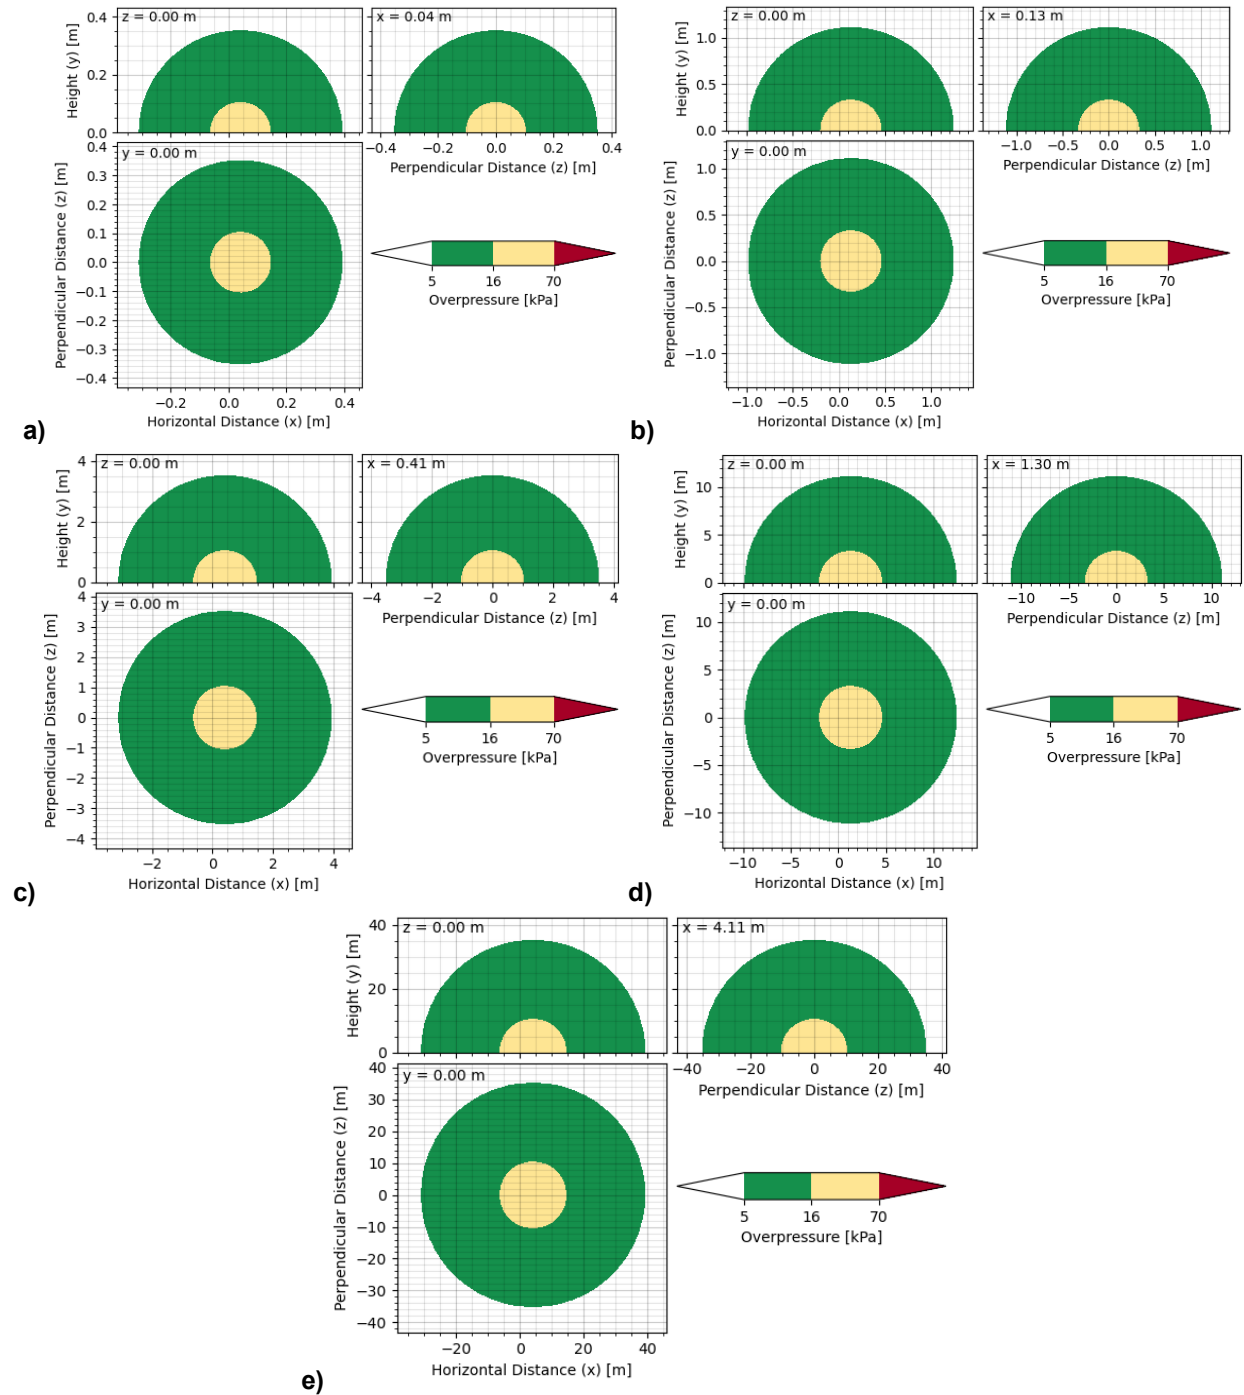 z = 0.00 m
x = 0.04 m
Height (y) [m]
0.4
0.2
0.0
y = 0.00 m
−0.4 −0.2 0.0 0.2 0.4
Perpendicular Distance (z) [m]
Perpendicular Distance (z) [m]
0.4
0.3
0.2
0.1
0.0
−0.1
−0.2
−0.3
−0.4
5 16 70
Overpressure [kPa]
−0.2 0.0 0.2 0.4
Horizontal Distance (x) [m]
a)
z = 0.00 m
x = 0.13 m
Height (y) [m]
1.0
0.5
0.0
y = 0.00 m
−1.0 −0.5 0.0 0.5 1.0
Perpendicular Distance (z) [m]
Perpendicular Distance (z) [m]
1.0
0.5
0.0
−0.5
−1.0
5 16 70
Overpressure [kPa]
−1.0 −0.5 0.0 0.5 1.0
Horizontal Distance (x) [m]
b)
z = 0.00 m
x = 0.41 m
Height (y) [m]
4
2
0
y = 0.00 m
−4 −2 0 2 4
Perpendicular Distance (z) [m]
Perpendicular Distance (z) [m]
4
3
2
1
0
−1
−2
−3
−4
5 16 70
Overpressure [kPa]
−2 0 2 4
Horizontal Distance (x) [m]
c)
z = 0.00 m
x = 1.30 m
Height (y) [m]
10
5
0
y = 0.00 m
−10 −5 0 5 10
Perpendicular Distance (z) [m]
Perpendicular Distance (z) [m]
10
5
0
−5
−10
5 16 70
Overpressure [kPa]
−10 −5 0 5 10
Horizontal Distance (x) [m]
d)
z = 0.00 m
x = 4.11 m
Height (y) [m]
40
20
0
y = 0.00 m
−40 −20 0 20 40
Perpendicular Distance (z) [m]
Perpendicular Distance (z) [m]
40
30
20
10
0
−10
−20
−30
−40
5 16 70
Overpressure [kPa]
−20 0 20 40
Horizontal Distance (x) [m]
e)